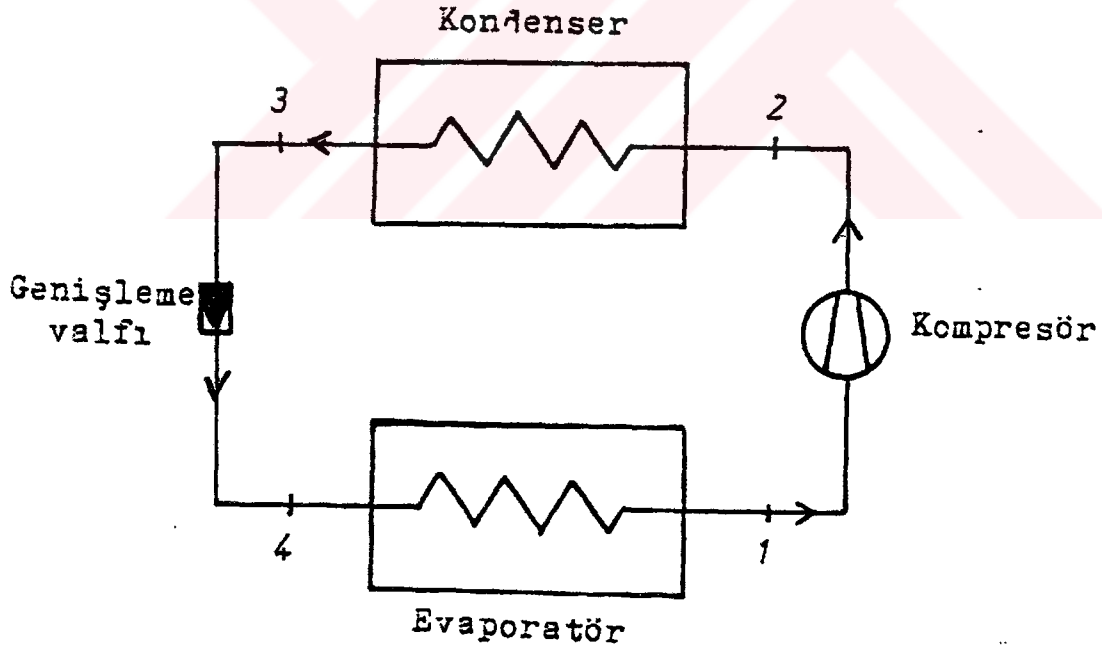 Kondenser
3
2
Genişleme
valfı
Kompresör
4
1
Evaporatör